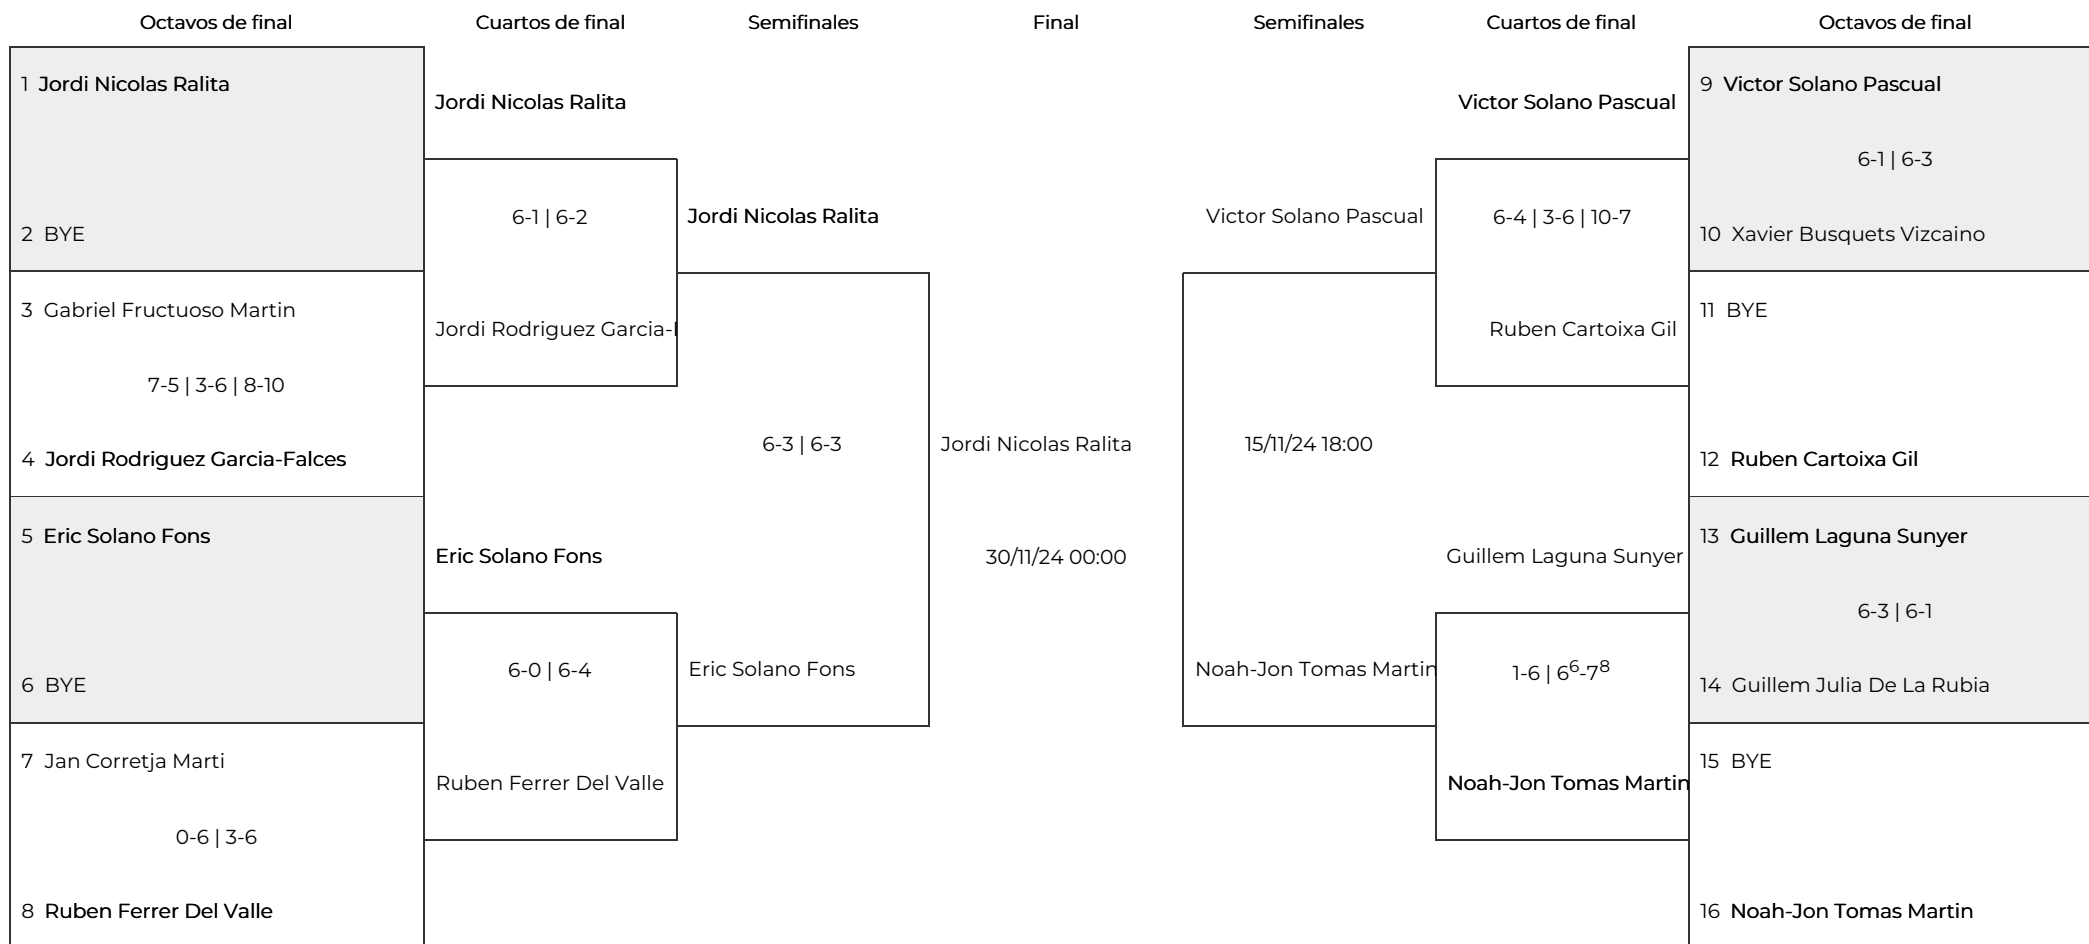 Octavos de final
Cuartos de final
Semifinales
Final
Semifinales
Cuartos de final
Octavos de final
1 Jordi Nicolas Ralita
2 BYE
3 Gabriel Fructuoso Martin
7-5 | 3-6 | 8-10
4 Jordi Rodriguez Garcia-Falces
5 Eric Solano Fons
6 BYE
7 Jan Corretja Marti
0-6 | 3-6
8 Ruben Ferrer Del Valle
Jordi Nicolas Ralita
6-1 | 6-2
Jordi Rodriguez Garcia-
Eric Solano Fons
6-0 | 6-4
Ruben Ferrer Del Valle
Jordi Nicolas Ralita
6-3 | 6-3
Eric Solano Fons
Jordi Nicolas Ralita
30/11/24 00:00
Victor Solano Pascual
15/11/24 18:00
Noah-Jon Tomas Martin
Victor Solano Pascual
6-4 | 3-6 | 10-7
Ruben Cartoixa Gil
Guillem Laguna Sunyer
1-6 | 6⁶-7⁸
Noah-Jon Tomas Martin
9 Victor Solano Pascual
6-1 | 6-3
10 Xavier Busquets Vizcaino
11 BYE
12 Ruben Cartoixa Gil
13 Guillem Laguna Sunyer
6-3 | 6-1
14 Guillem Julia De La Rubia
15 BYE
16 Noah-Jon Tomas Martin